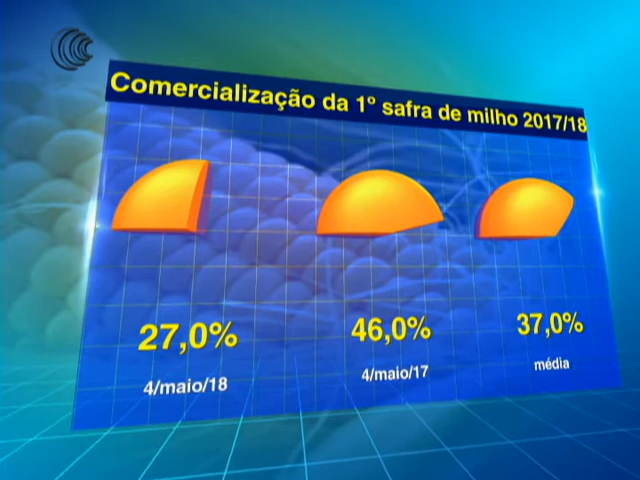 Comercialização da 1º safra de milho 2017/18
27,0% 46,0% 37,0%
4/maio/18 4/maio/17 média